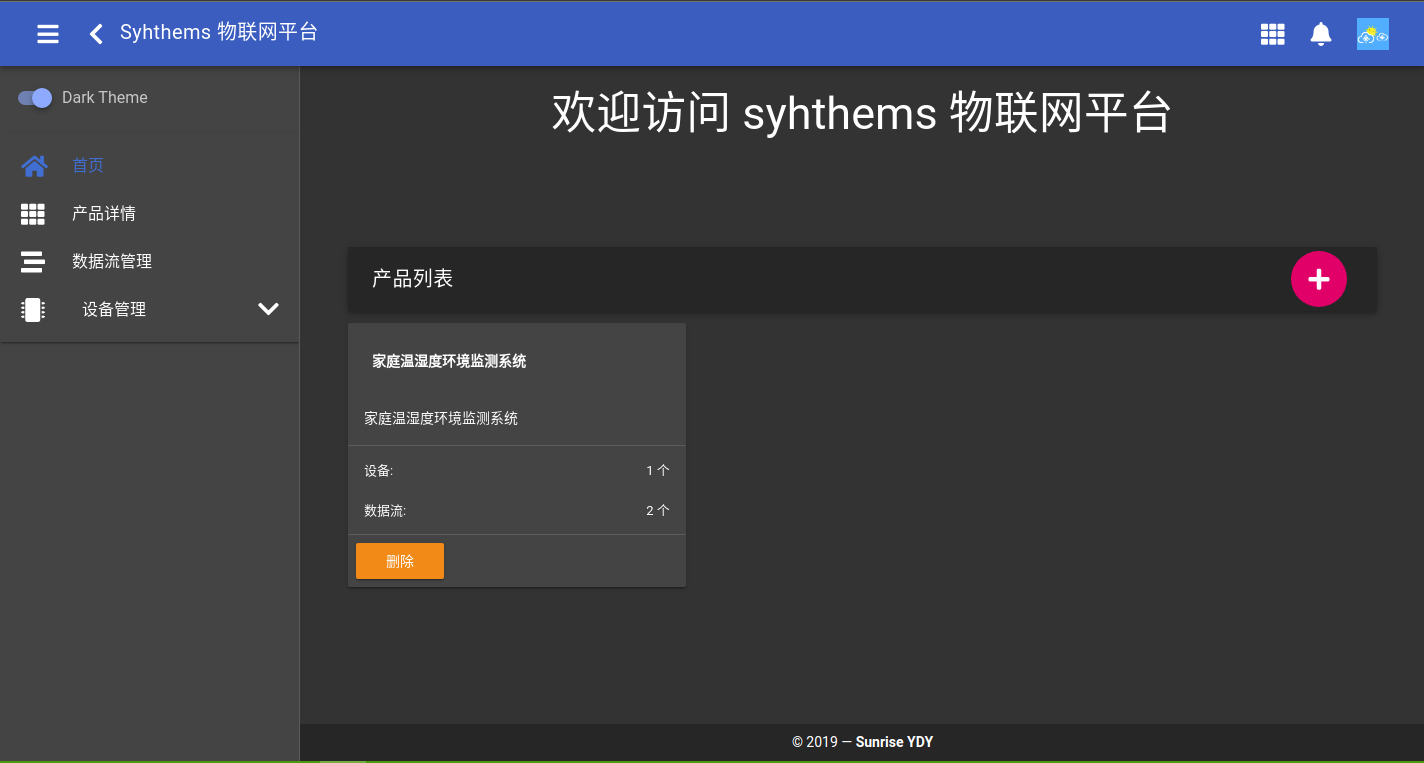 Syhthems 物联网平台
Dark Theme
首页
产品详情
数据流管理
设备管理
欢迎访问 syhthems 物联网平台
产品列表
家庭温湿度环境监测系统
家庭温湿度环境监测系统
设备: 1 个
数据流: 2 个
删除
© 2019 — Sunrise YDY